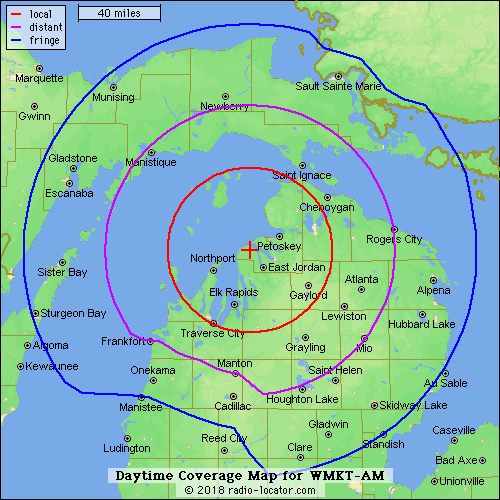 local
distant
fringe
40 miles
Marquette
Munising
Gwinn
Newberry
Sault Sainte Marie
Gladstone
Manistique
Escanaba
Saint Ignace
Cheboygan
Rogers City
Petoskey
Sister Bay
Northport
East Jordan
Elk Rapids
Gaylord
Atlanta
Alpena
Sturgeon Bay
Lewiston
Hubbard Lake
Traverse City
Algoma
Frankfort
Grayling
Mio
Kewaunee
Onekama
Manton
Saint Helen
Au Sable
Manistee
Cadillac
Houghton Lake
Skidway Lake
Ludington
Reed City
Gladwin
Standish
Caseville
Clare
Bad Axe
Unionville
Daytime Coverage Map for WMKT-AM
© 2018 radio-locator.com